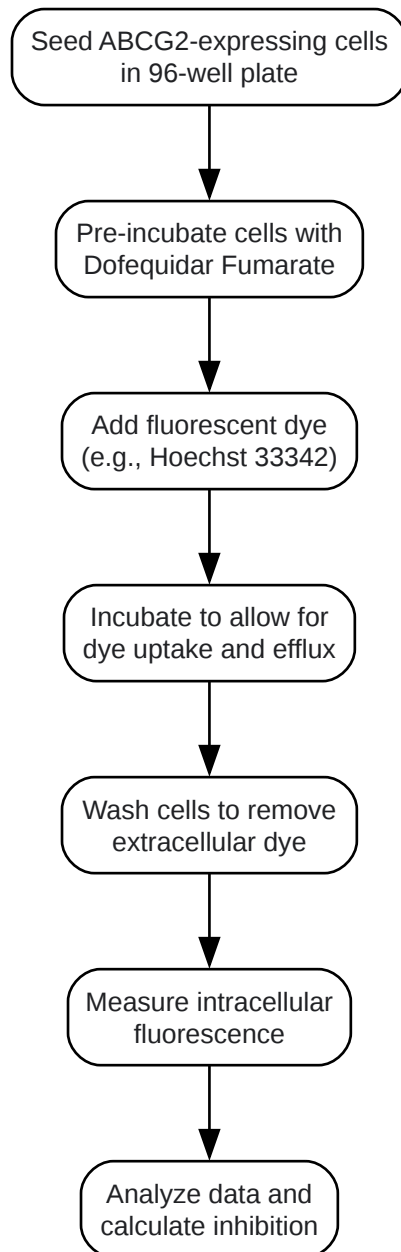 Seed ABCG2-expressing cells
in 96-well plate
Pre-incubate cells with
Dofequidar Fumarate
Add fluorescent dye
(e.g., Hoechst 33342)
Incubate to allow for
dye uptake and efflux
Wash cells to remove
extracellular dye
Measure intracellular
fluorescence
Analyze data and
calculate inhibition